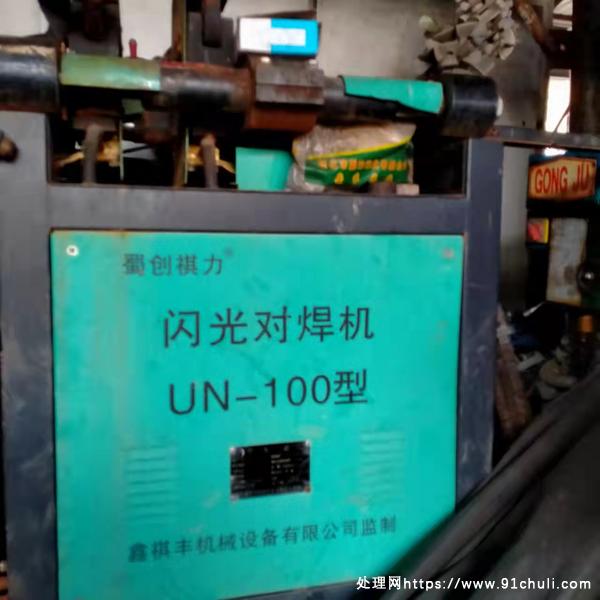 GONG JU
蜀创祺力®
闪光对焊机
UN-100型
鑫祺丰机械设备有限公司监制
处理网https://www.91chuli.com/